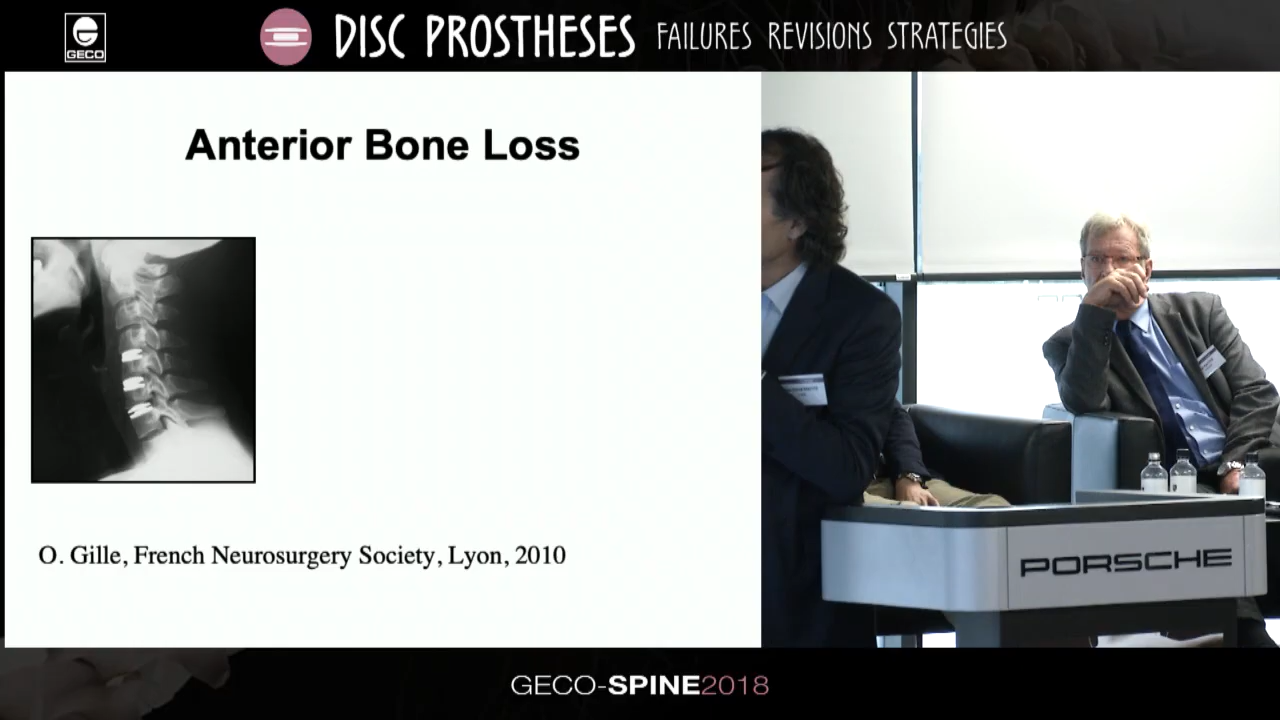 GECO
DISC PROSTHESES FAILURES REVISIONS STRATEGIES
Anterior Bone Loss
O. Gille, French Neurosurgery Society, Lyon, 2010
PORSCHE
GECO-SPINE2018